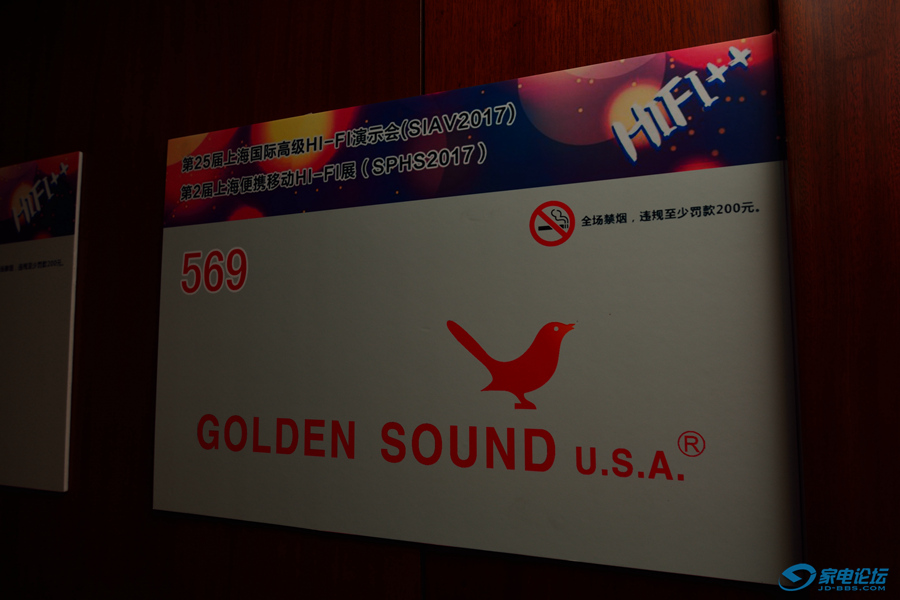 第25届上海国际高级HI-FI演示会(SIAV2017)
第2届上海便携移动HI-FI展(SPHS2017)
HIFI++
全场禁烟，违规至少罚款200元。
569
GOLDEN SOUND U.S.A.®
HIFI++
家电论坛
JD-BBS.COM